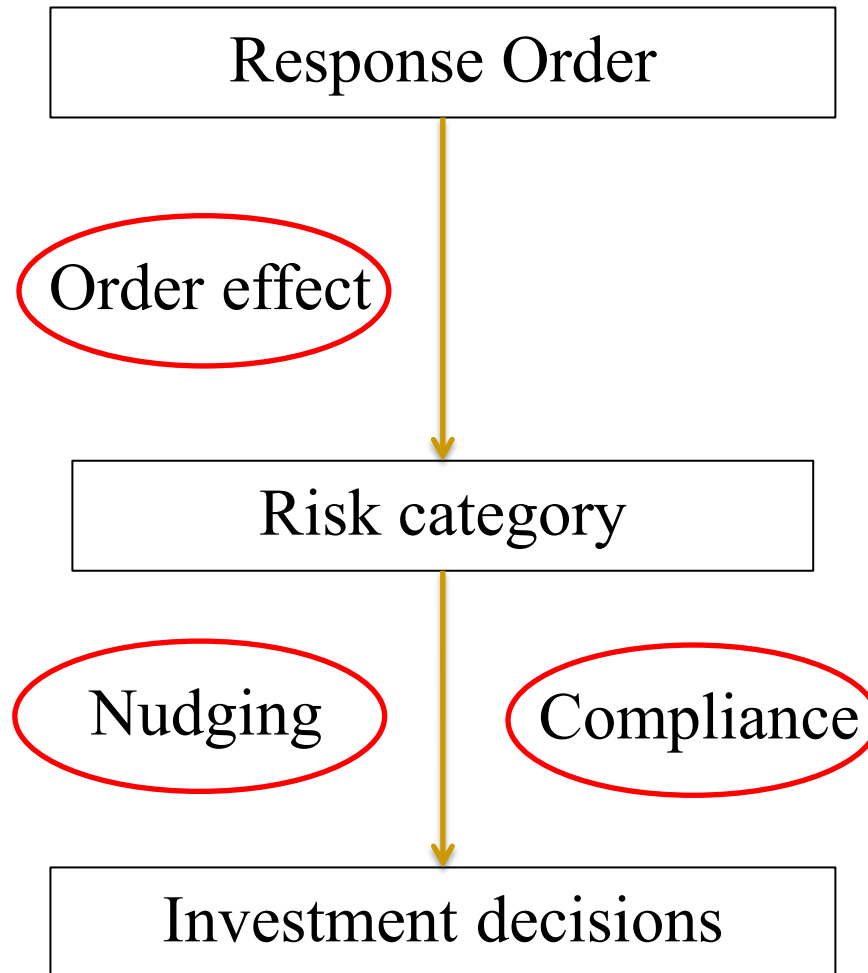 Response Order
Order effect
Risk category
Nudging
Compliance
Investment decisions